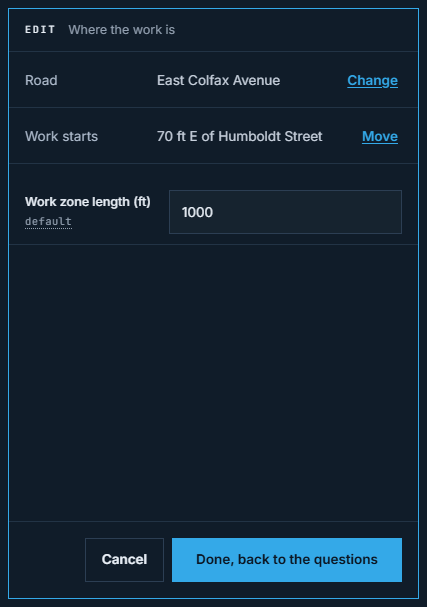 EDIT Where the work is
Road East Colfax Avenue Change
Work starts 70 ft E of Humboldt Street Move
Work zone length (ft) 1000
default
Cancel Done, back to the questions